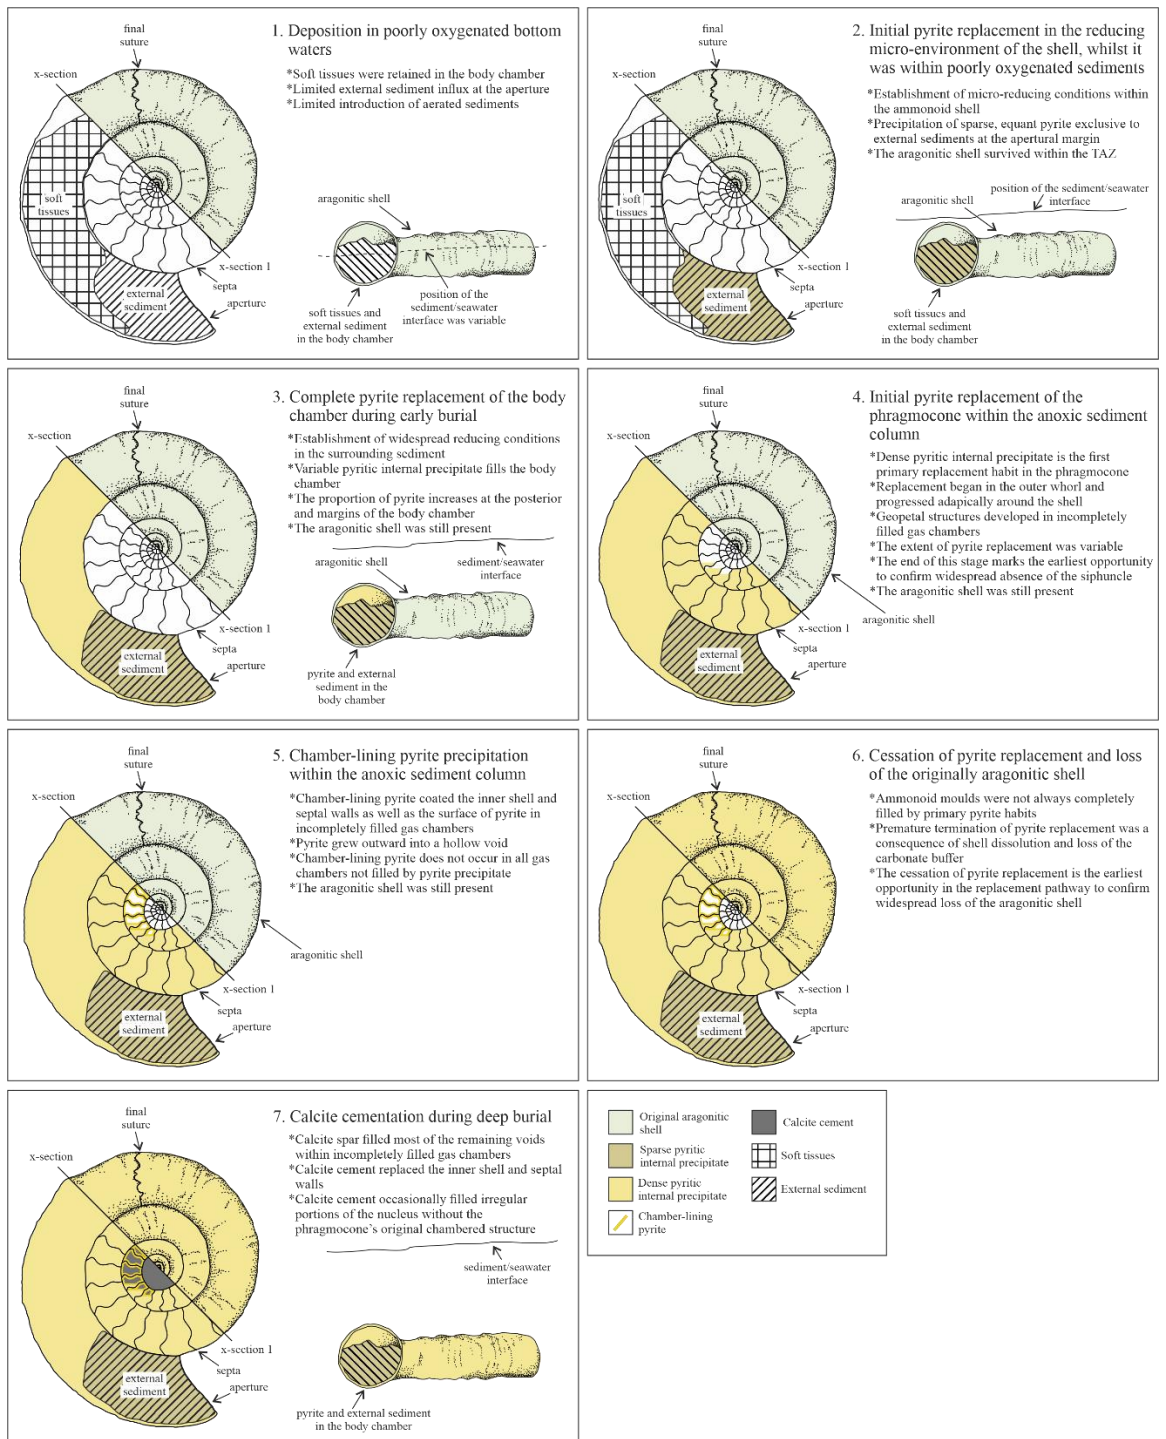 1. Deposition in poorly oxygenated bottom
waters
*Soft tissues were retained in the body chamber
*Limited external sediment influx at the aperture
*Limited introduction of aerated sediments
final
suture
x-section
soft
tissues
external
sediment
x-section 1
septa
aperture
aragonitic shell
position of the
sediment/seawater
interface was variable
soft tissues and
external sediment
in the body chamber
2. Initial pyrite replacement in the reducing
micro-environment of the shell, whilst it
was within poorly oxygenated sediments
*Establishment of micro-reducing conditions within
the ammonoid shell
*Precipitation of sparse, equant pyrite exclusive to
external sediments at the apertural margin
*The aragonitic shell survived within the TAZ
final
suture
x-section
soft
tissues
external
sediment
x-section 1
septa
aperture
position of the sediment/seawater
interface
aragonitic shell
soft tissues and
external sediment
in the body chamber
3. Complete pyrite replacement of the body
chamber during early burial
*Establishment of widespread reducing conditions
in the surrounding sediment
*Variable pyritic internal precipitate fills the body
chamber
*The proportion of pyrite increases at the posterior
and margins of the body chamber
*The aragonitic shell was still present
final
suture
x-section
external
sediment
x-section 1
septa
aperture
aragonitic shell
sediment/seawater
interface
pyrite and external
sediment in the
body chamber
4. Initial pyrite replacement of the
phragmocone within the anoxic sediment
column
*Dense pyritic internal precipitate is the first
primary replacement habit in the phragmocone
*Replacement began in the outer whorl and
progressed adapically around the shell
*Geopetal structures developed in incompletely
filled gas chambers
*The extent of pyrite replacement was variable
*The end of this stage marks the earliest opportunity
to confirm widespread absence of the siphuncle
*The aragonitic shell was still present
final
suture
x-section
external
sediment
x-section 1
septa
aperture
aragonitic shell
5. Chamber-lining pyrite precipitation
within the anoxic sediment column
*Chamber-lining pyrite coated the inner shell and
septal walls as well as the surface of pyrite in
incompletely filled gas chambers
*Pyrite grew outward into a hollow void
*Chamber-lining pyrite does not occur in all gas
chambers not filled by pyrite precipitate
*The aragonitic shell was still present
final
suture
x-section
external
sediment
x-section 1
septa
aperture
aragonitic shell
6. Cessation of pyrite replacement and loss
of the originally aragonitic shell
*Ammonoid moulds were not always completely
filled by primary pyrite habits
*Premature termination of pyrite replacement was a
consequence of shell dissolution and loss of the
carbonate buffer
*The cessation of pyrite replacement is the earliest
opportunity in the replacement pathway to confirm
widespread loss of the aragonitic shell
final
suture
x-section
external
sediment
x-section 1
septa
aperture
7. Calcite cementation during deep burial
*Calcite spar filled most of the remaining voids
within incompletely filled gas chambers
*Calcite cement replaced the inner shell and septal
walls
*Calcite cement occasionally filled irregular
portions of the nucleus without the
phragmocone's original chambered structure
final
suture
x-section
external
sediment
x-section 1
septa
aperture
sediment/seawater
interface
pyrite and external sediment
in the body chamber
Original aragonitic
shell
Sparse pyritic
internal precipitate
Dense pyritic
internal precipitate
Chamber-lining
pyrite
Calcite cement
Soft tissues
External sediment